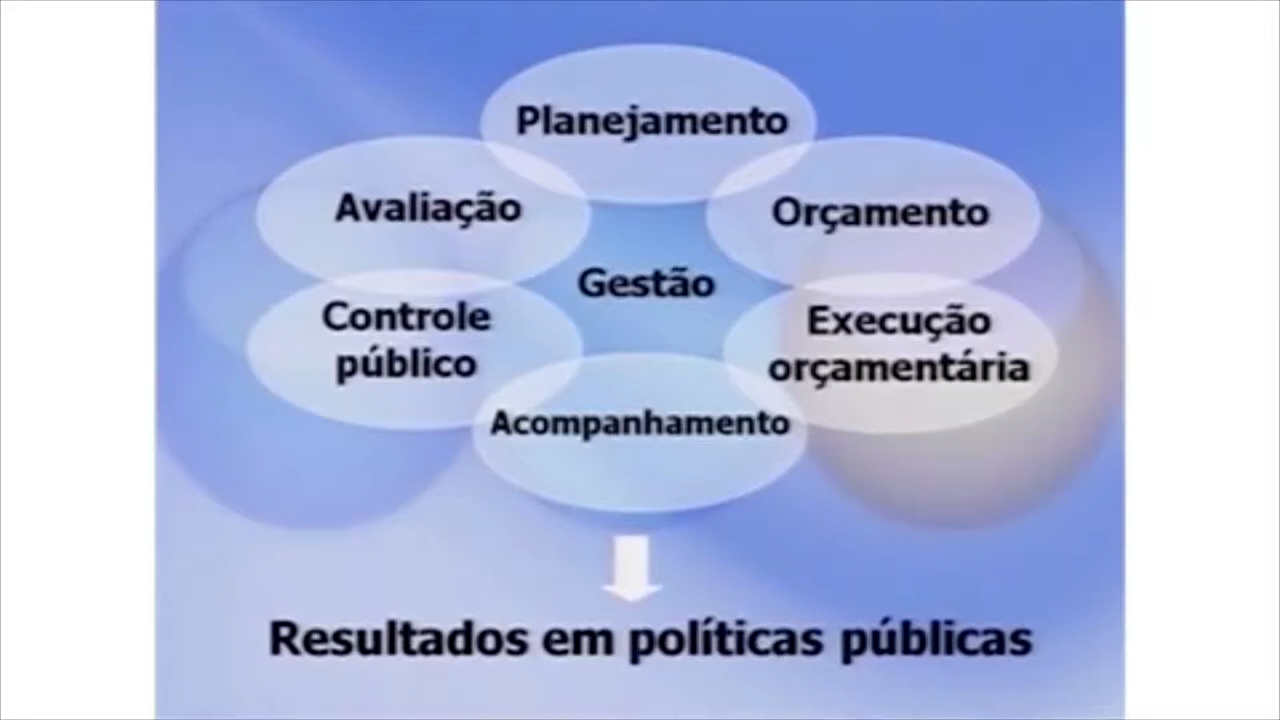 Planejamento
Avaliação
Orçamento
Gestão
Controle
público
Execução
orçamentária
Acompanhamento
Resultados em políticas públicas